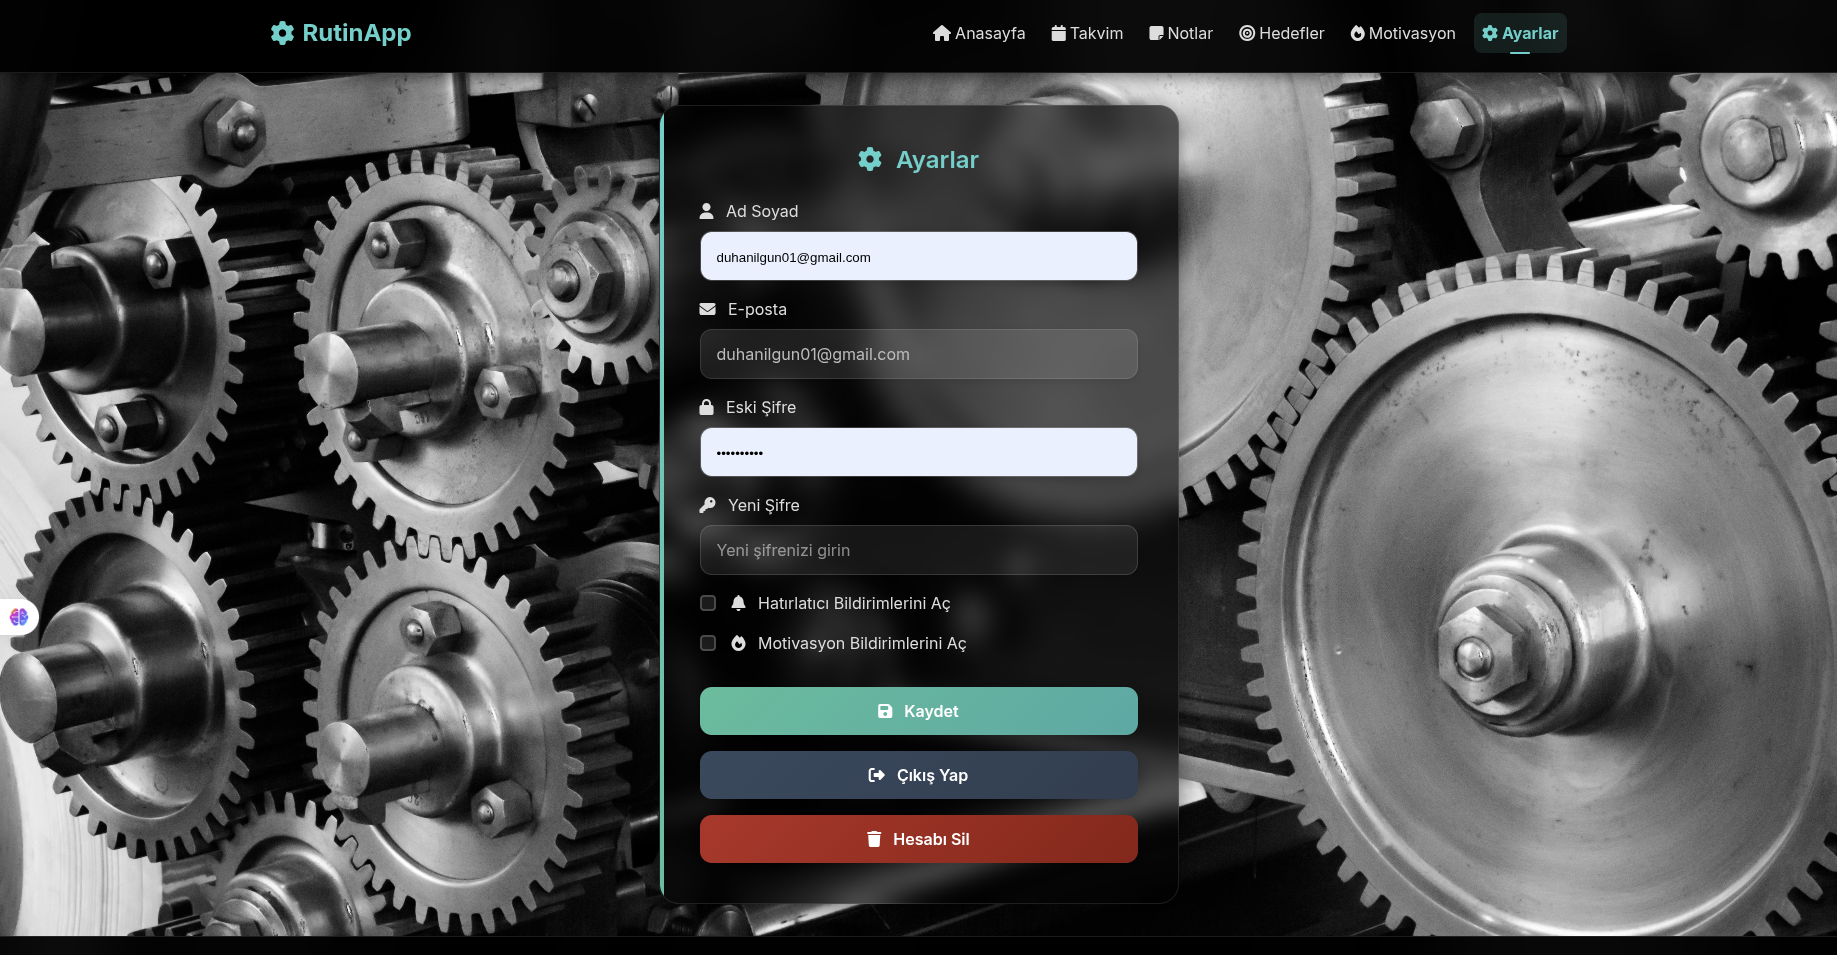 RutinApp
Anasayfa
Takvim
Notlar
Hedefler
Motivasyon
Ayarlar
Ayarlar
Ad Soyad
duhanilgun01@gmail.com
E-posta
duhanilgun01@gmail.com
Eski Şifre
••••••••••
Yeni Şifre
Yeni şifrenizi girin
Hatırlatıcı Bildirimlerini Aç
Motivasyon Bildirimlerini Aç
Kaydet
Çıkış Yap
Hesabı Sil